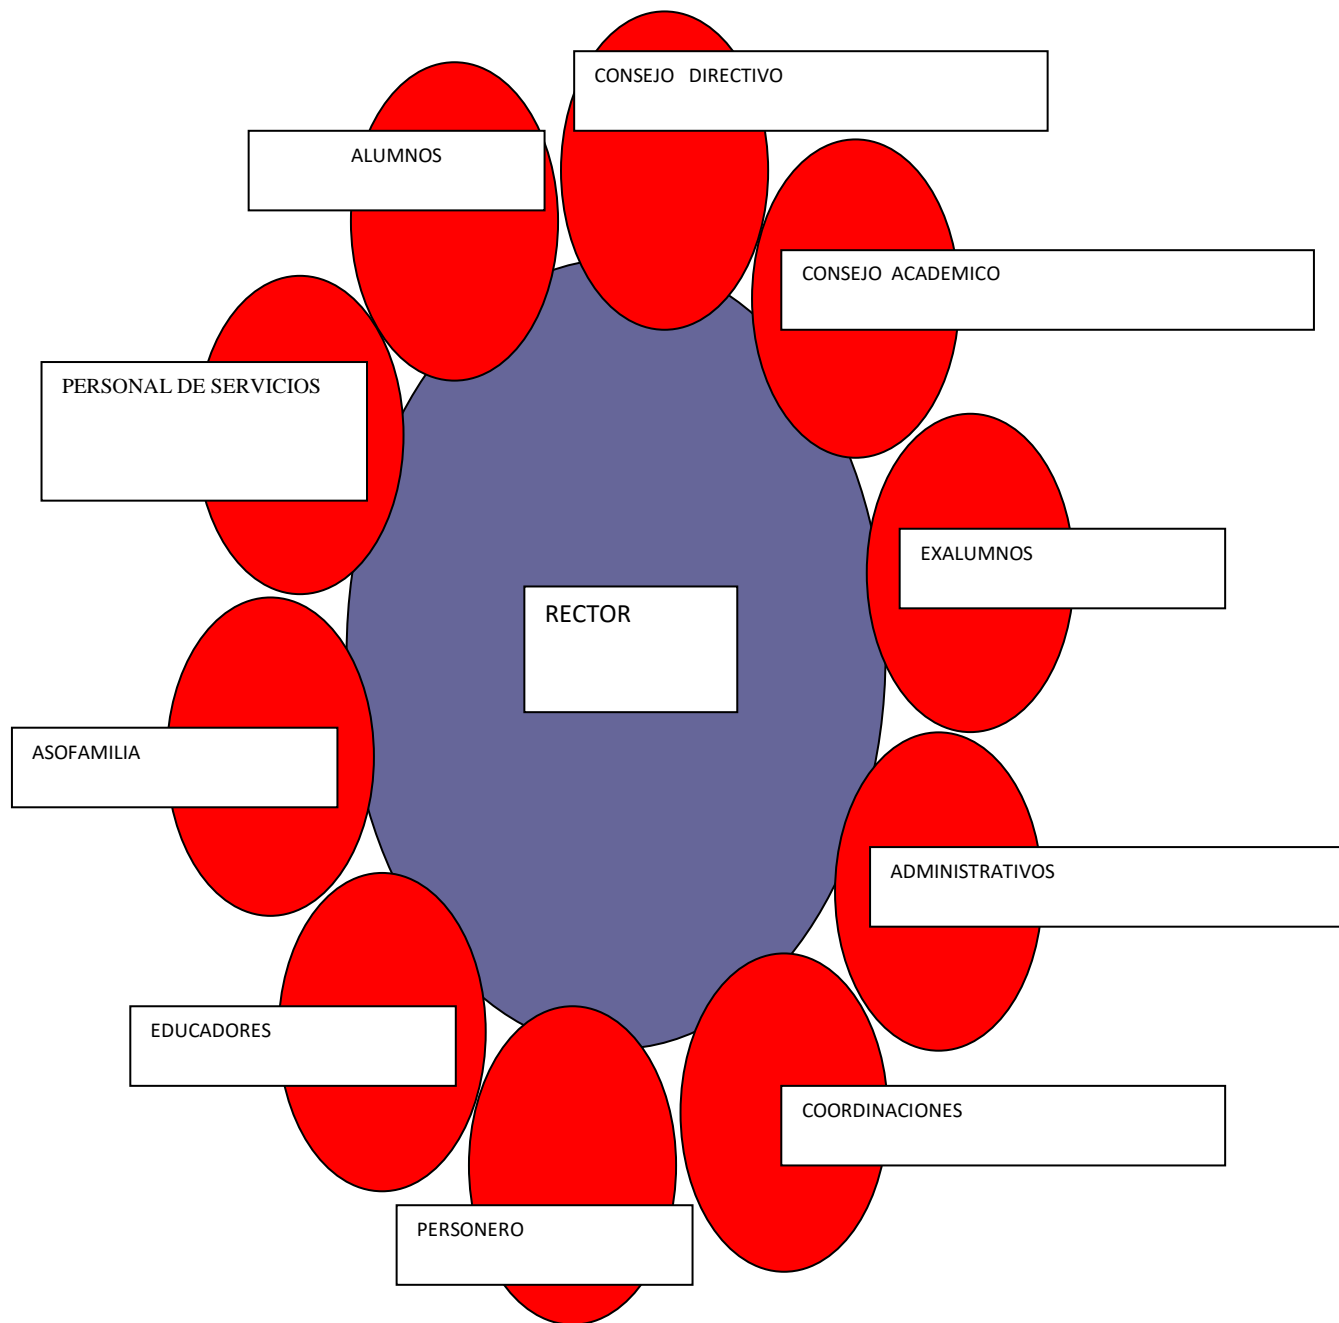 CONSEJO DIRECTIVO
ALUMNOS
CONSEJO ACADEMICO
PERSONAL DE SERVICIOS
EXALUMNOS
RECTOR
ASOFAMILIA
ADMINISTRATIVOS
EDUCADORES
COORDINACIONES
PERSONERO